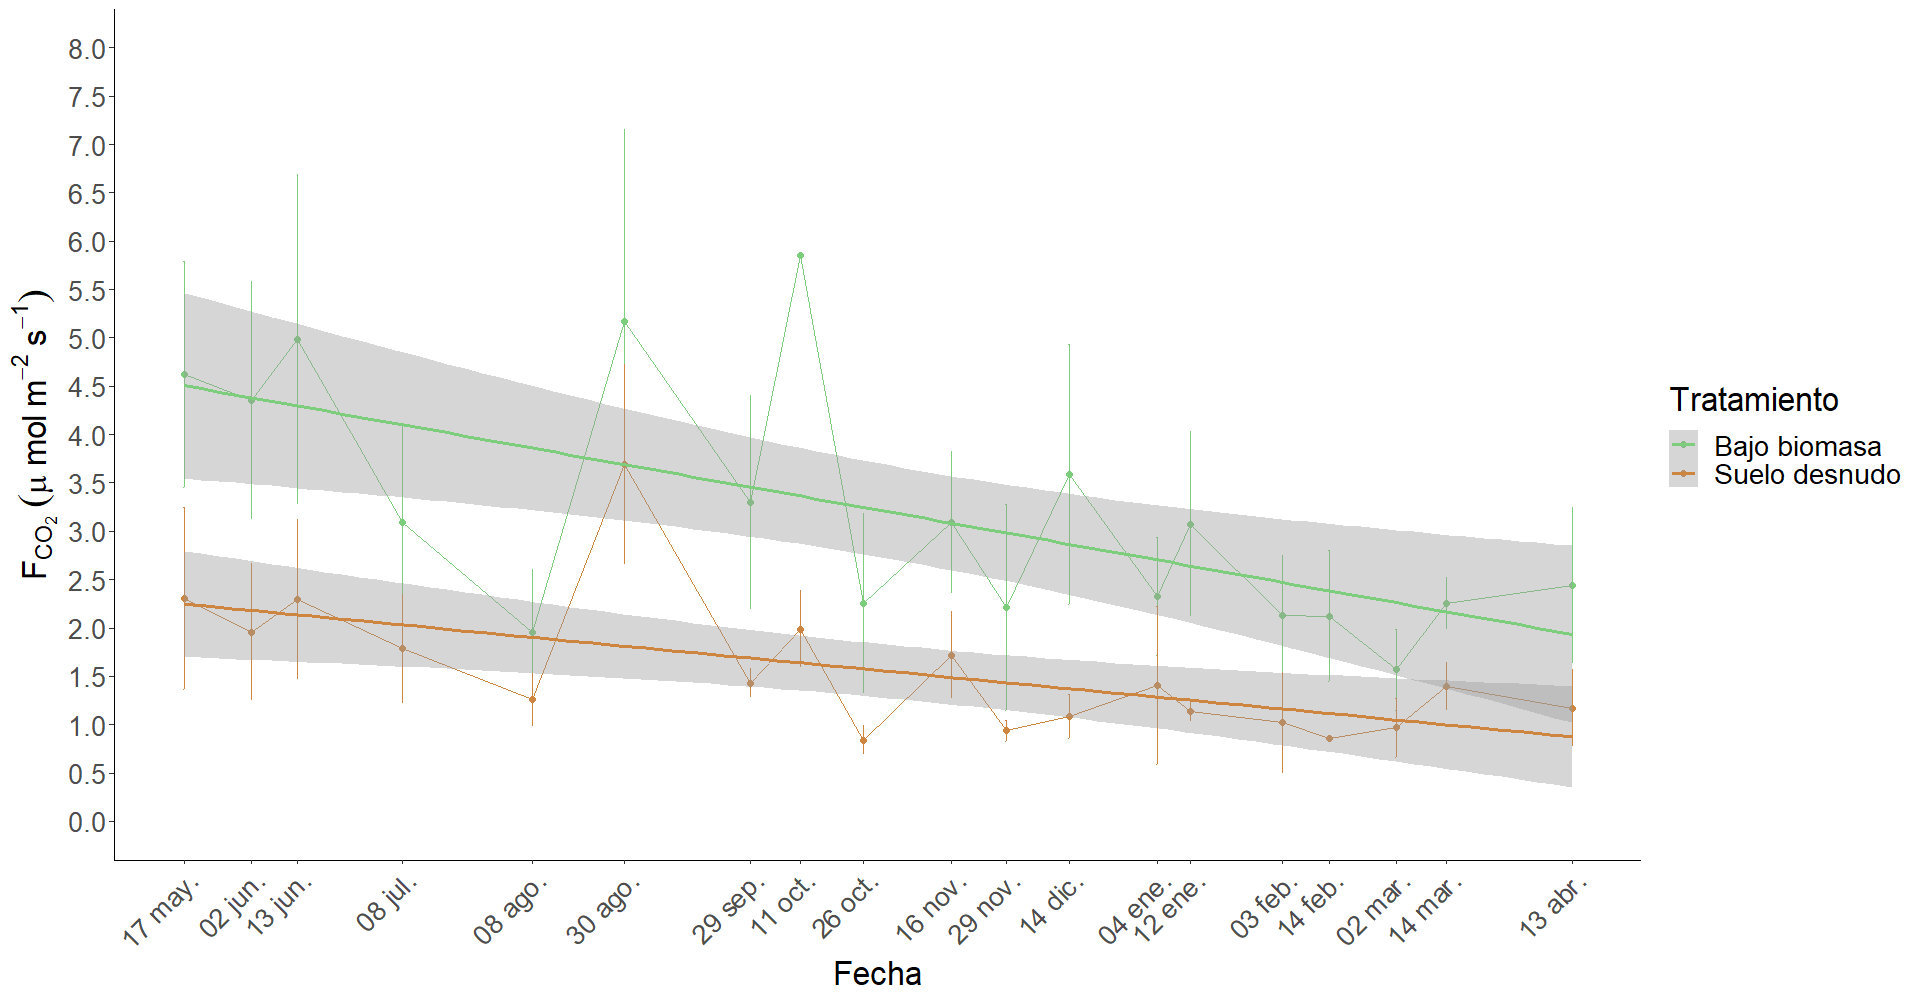 8.0
7.5
7.0
6.5
6.0
5.5
5.0
4.5
4.0
3.5
3.0
2.5
2.0
1.5
1.0
0.5
0.0
F_CO₂ (μ mol m⁻² s⁻¹)
17 may.
02 jun.
13 jun.
08 jul.
08 ago.
30 ago.
29 sep.
11 oct.
26 oct.
16 nov.
29 nov.
14 dic.
04 ene.
12 ene.
03 feb.
14 feb.
02 mar.
14 mar.
13 abr.
Fecha
Tratamiento
Bajo biomasa
Suelo desnudo